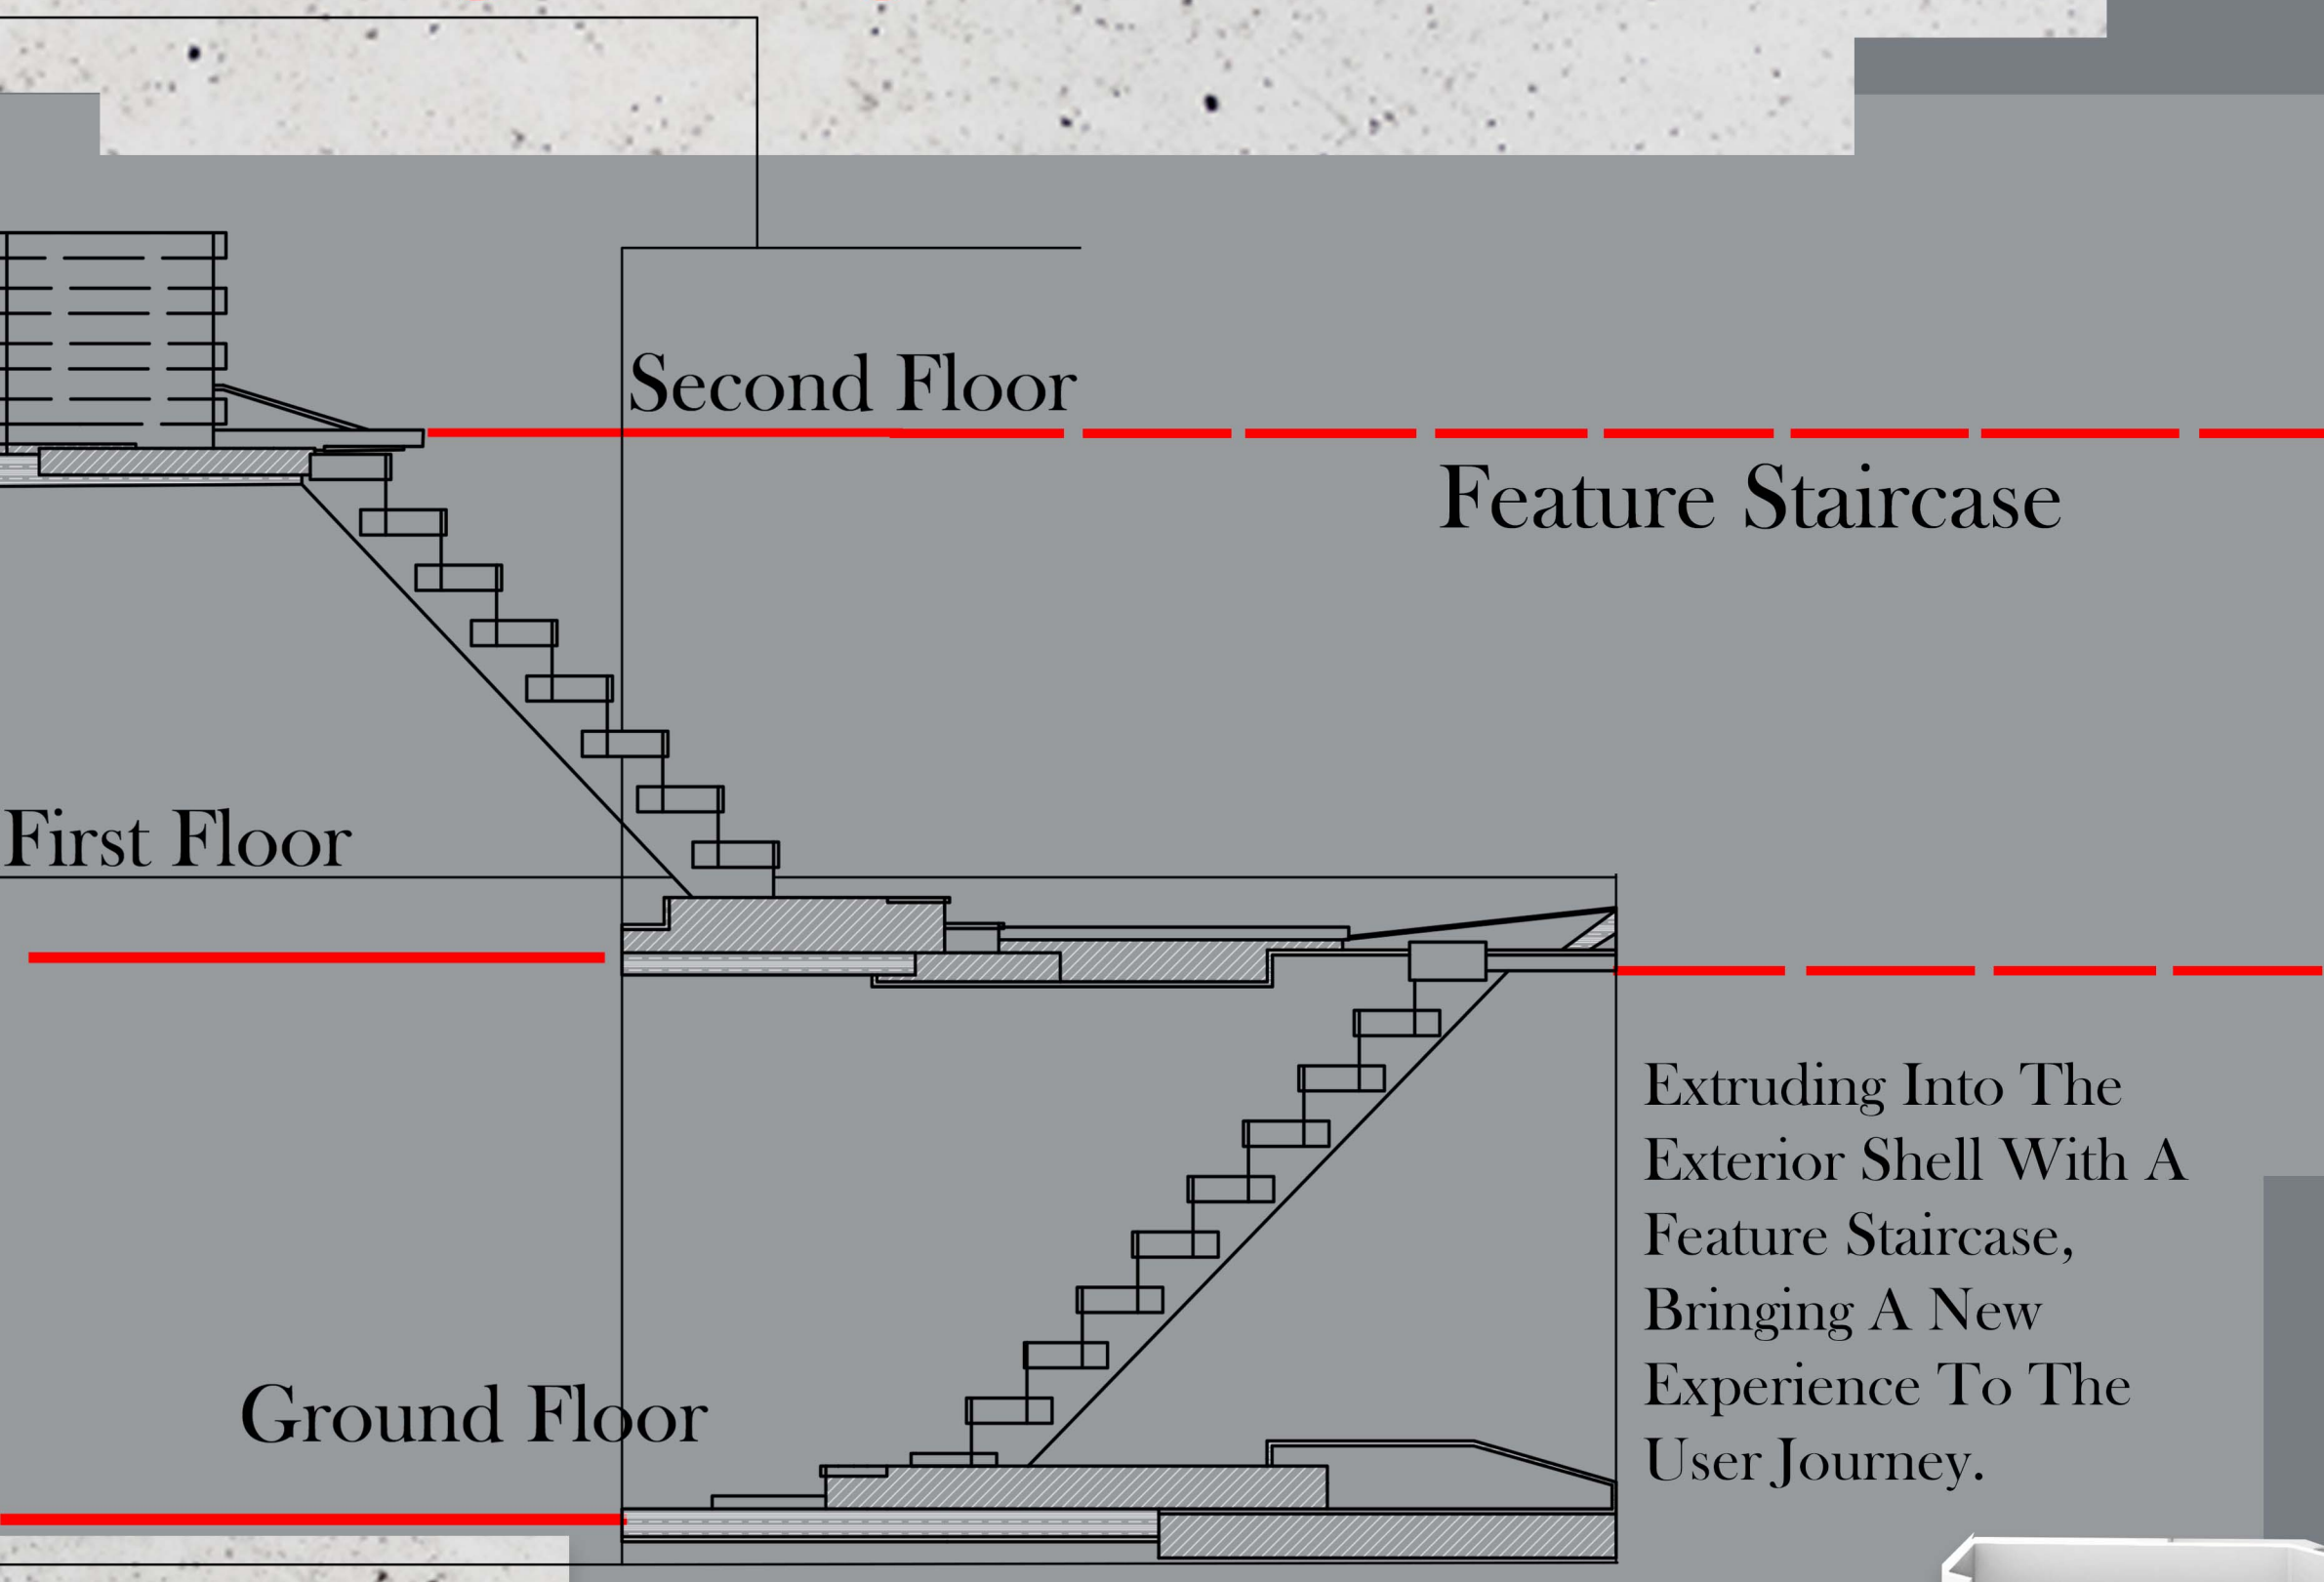 Second Floor
Feature Staircase
First Floor
Extruding Into The
Exterior Shell With A
Feature Staircase,
Bringing A New
Experience To The
User Journey.
Ground Floor